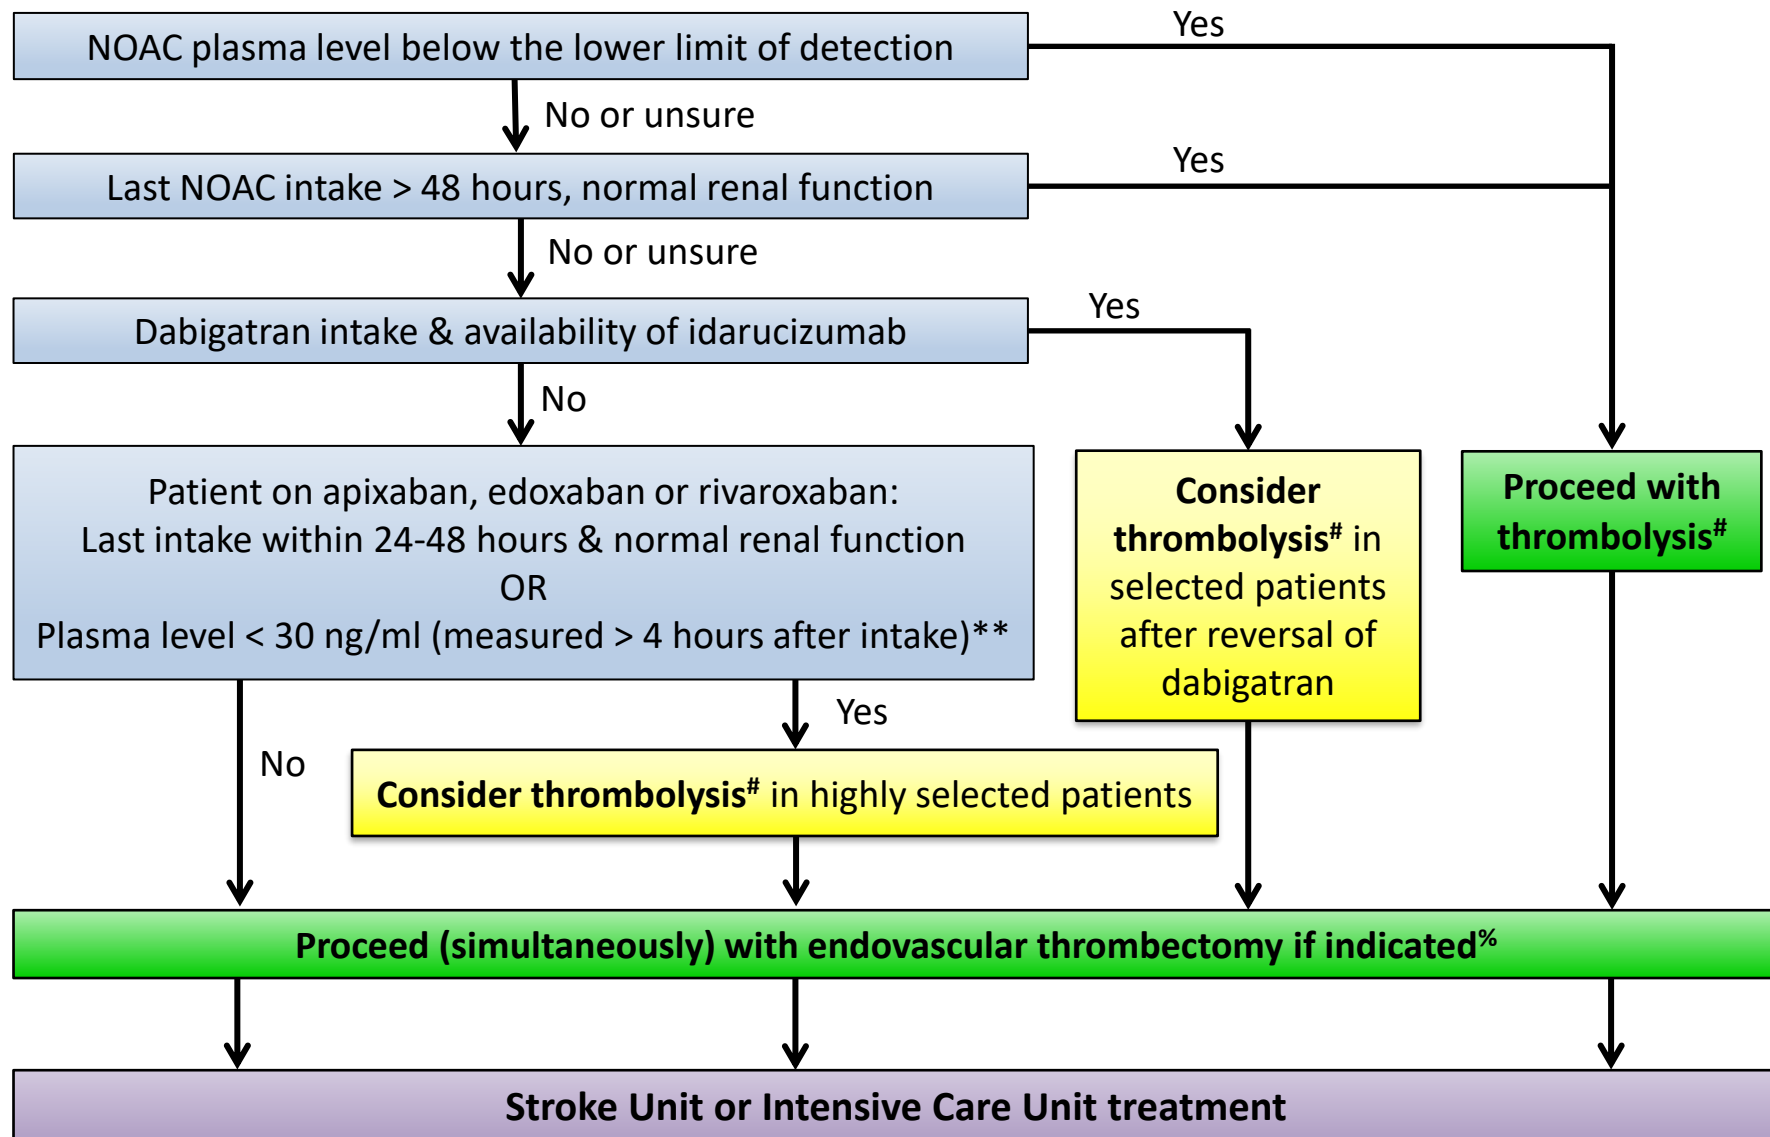 NOAC plasma level below the lower limit of detection
Yes
No or unsure
Last NOAC intake > 48 hours, normal renal function
Yes
No or unsure
Dabigatran intake & availability of idarucizumab
Yes
No
Patient on apixaban, edoxaban or rivaroxaban:
Last intake within 24-48 hours & normal renal function
OR
Plasma level < 30 ng/ml (measured > 4 hours after intake)**
Consider
thrombolysis# in
selected patients
after reversal of
dabigatran
Proceed with
thrombolysis#
Yes
No
Consider thrombolysis# in highly selected patients
Proceed (simultaneously) with endovascular thrombectomy if indicated%
Stroke Unit or Intensive Care Unit treatment